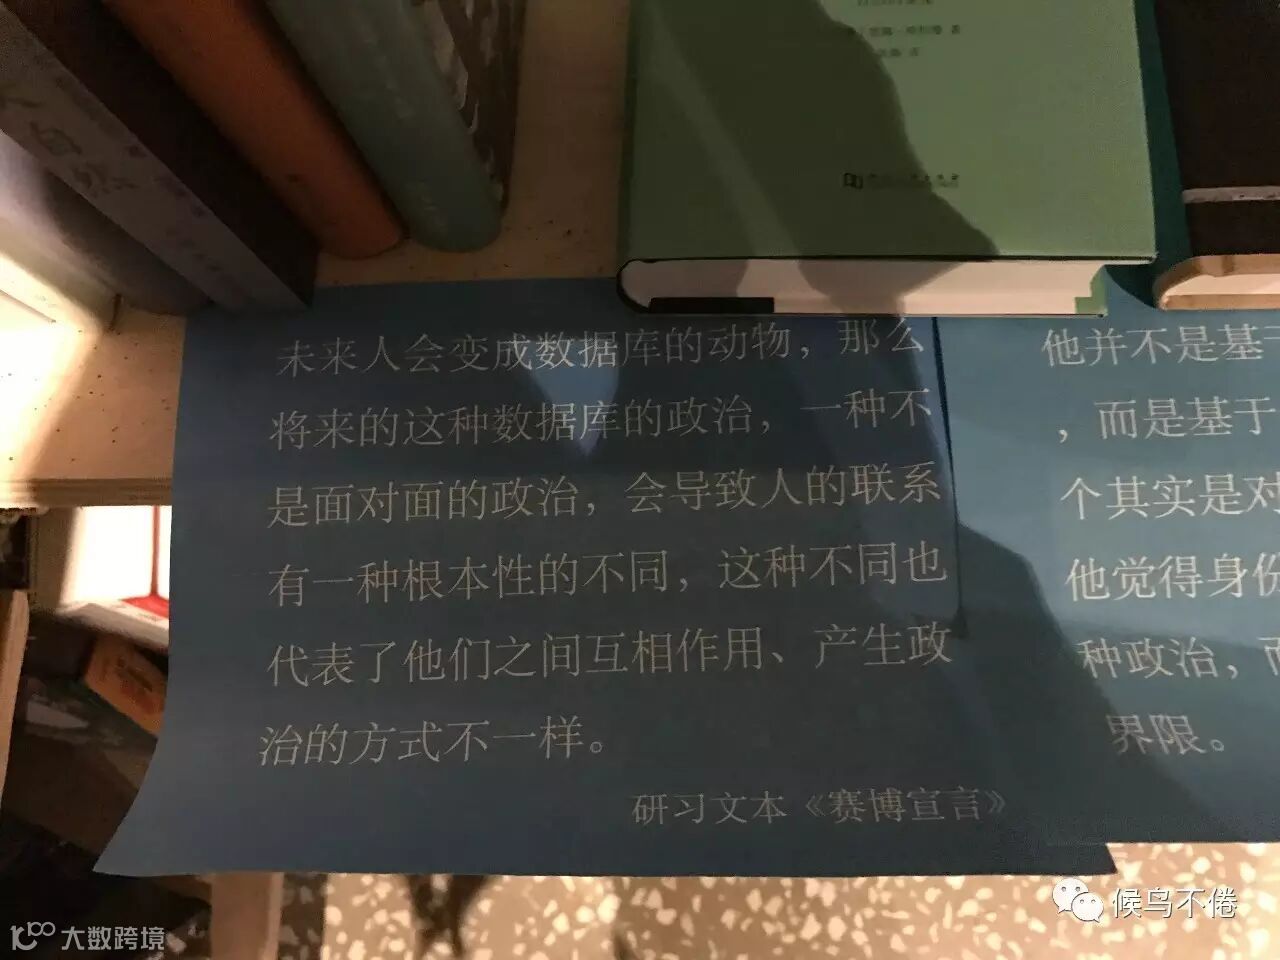 未来人会变成数据库的动物，那么
将来的这种数据库的政治，一种不
是面对面的政治，会导致人的联系
有一种根本性的不同，这种不同也
代表了他们之间互相作用、产生政
治的方式不一样。
研习文本《赛博宣言》
他并不是基于
，而是基于
个其实是对
他觉得身份
种政治，而
界限。
候鸟不倦
大数跨境